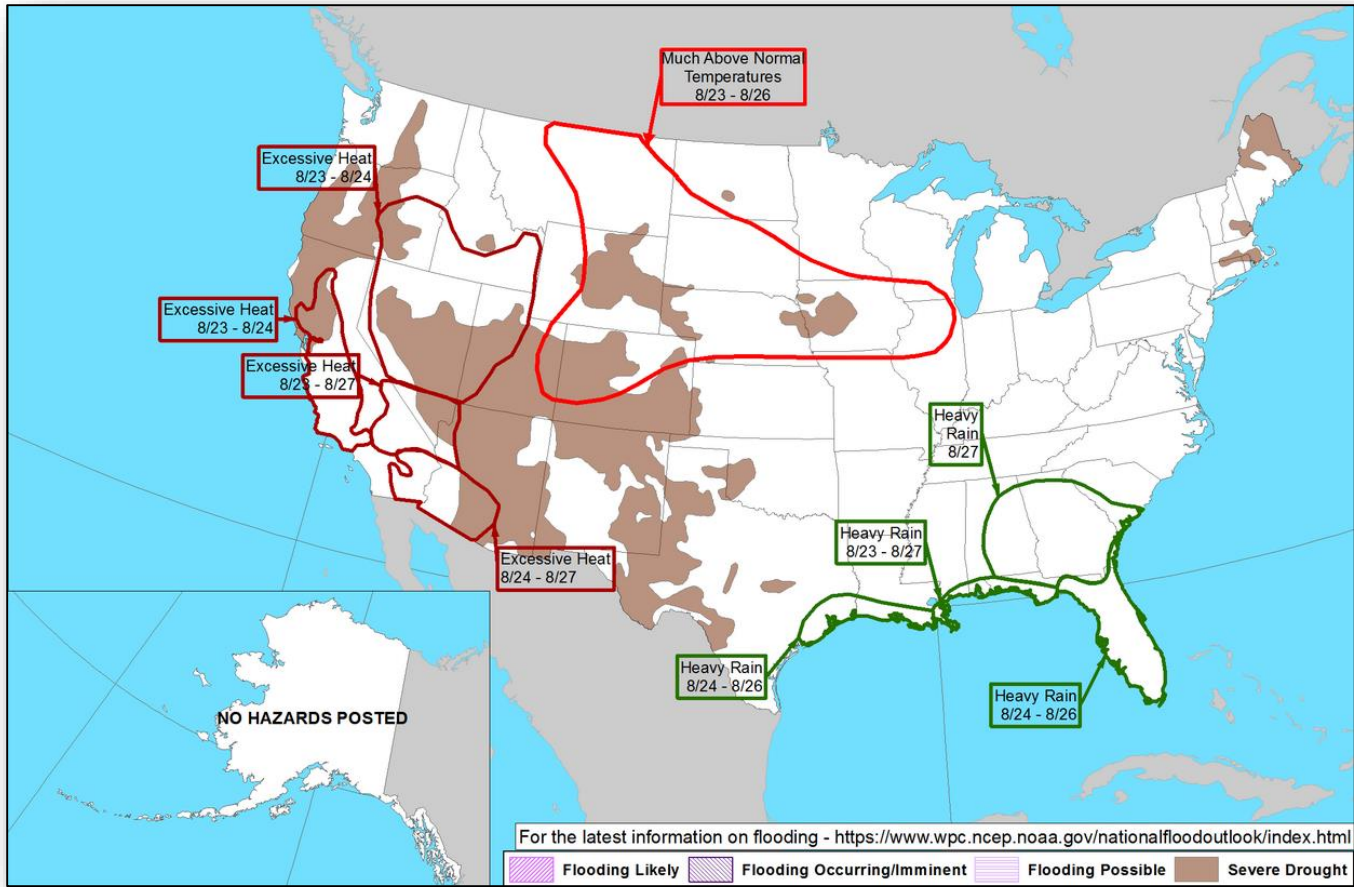 Much Above Normal
Temperatures
8/23 - 8/26
Excessive Heat
8/23 - 8/24
Excessive Heat
8/23 - 8/24
Excessive Heat
8/23 - 8/27
Heavy
Rain
8/27
Heavy Rain
8/23 - 8/27
Excessive Heat
8/24 - 8/27
Heavy Rain
8/24 - 8/26
Heavy Rain
8/24 - 8/26
NO HAZARDS POSTED
For the latest information on flooding - https://www.wpc.ncep.noaa.gov/nationalfloodoutlook/index.html
Flooding Likely Flooding Occurring/Imminent Flooding Possible Severe Drought